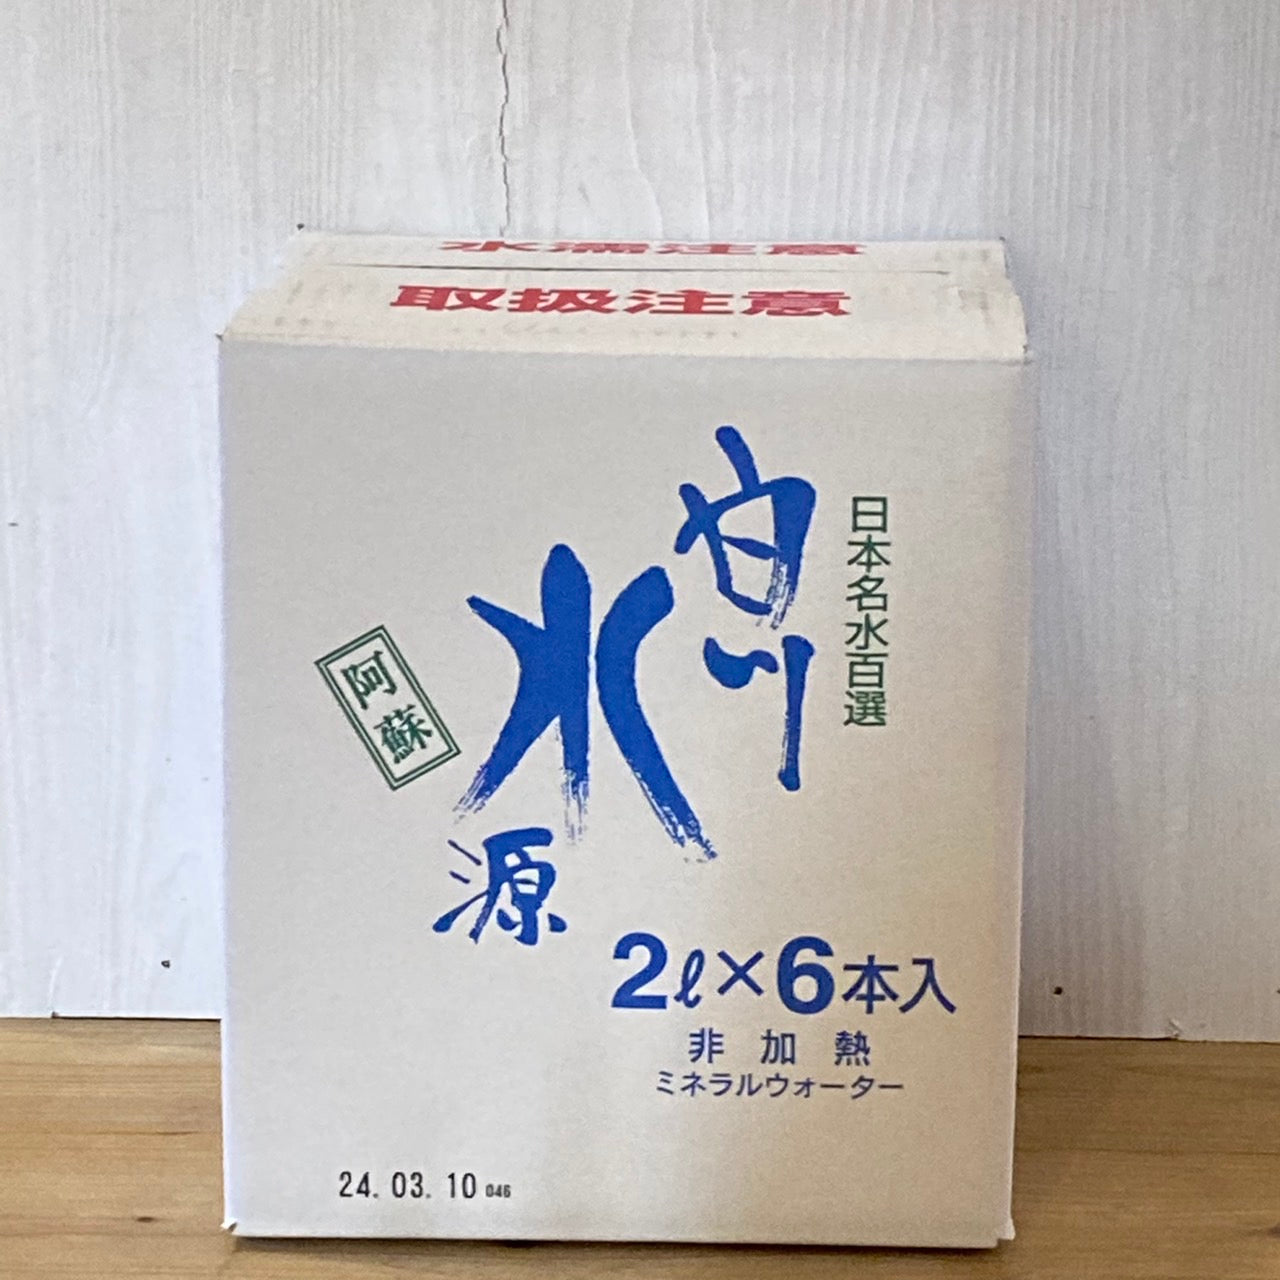 水濡注意
取扱注意
日本名水百選
白川
水源
阿蘇
2ℓ×6本入
非加熱
ミネラルウォーター
24.03.10 046